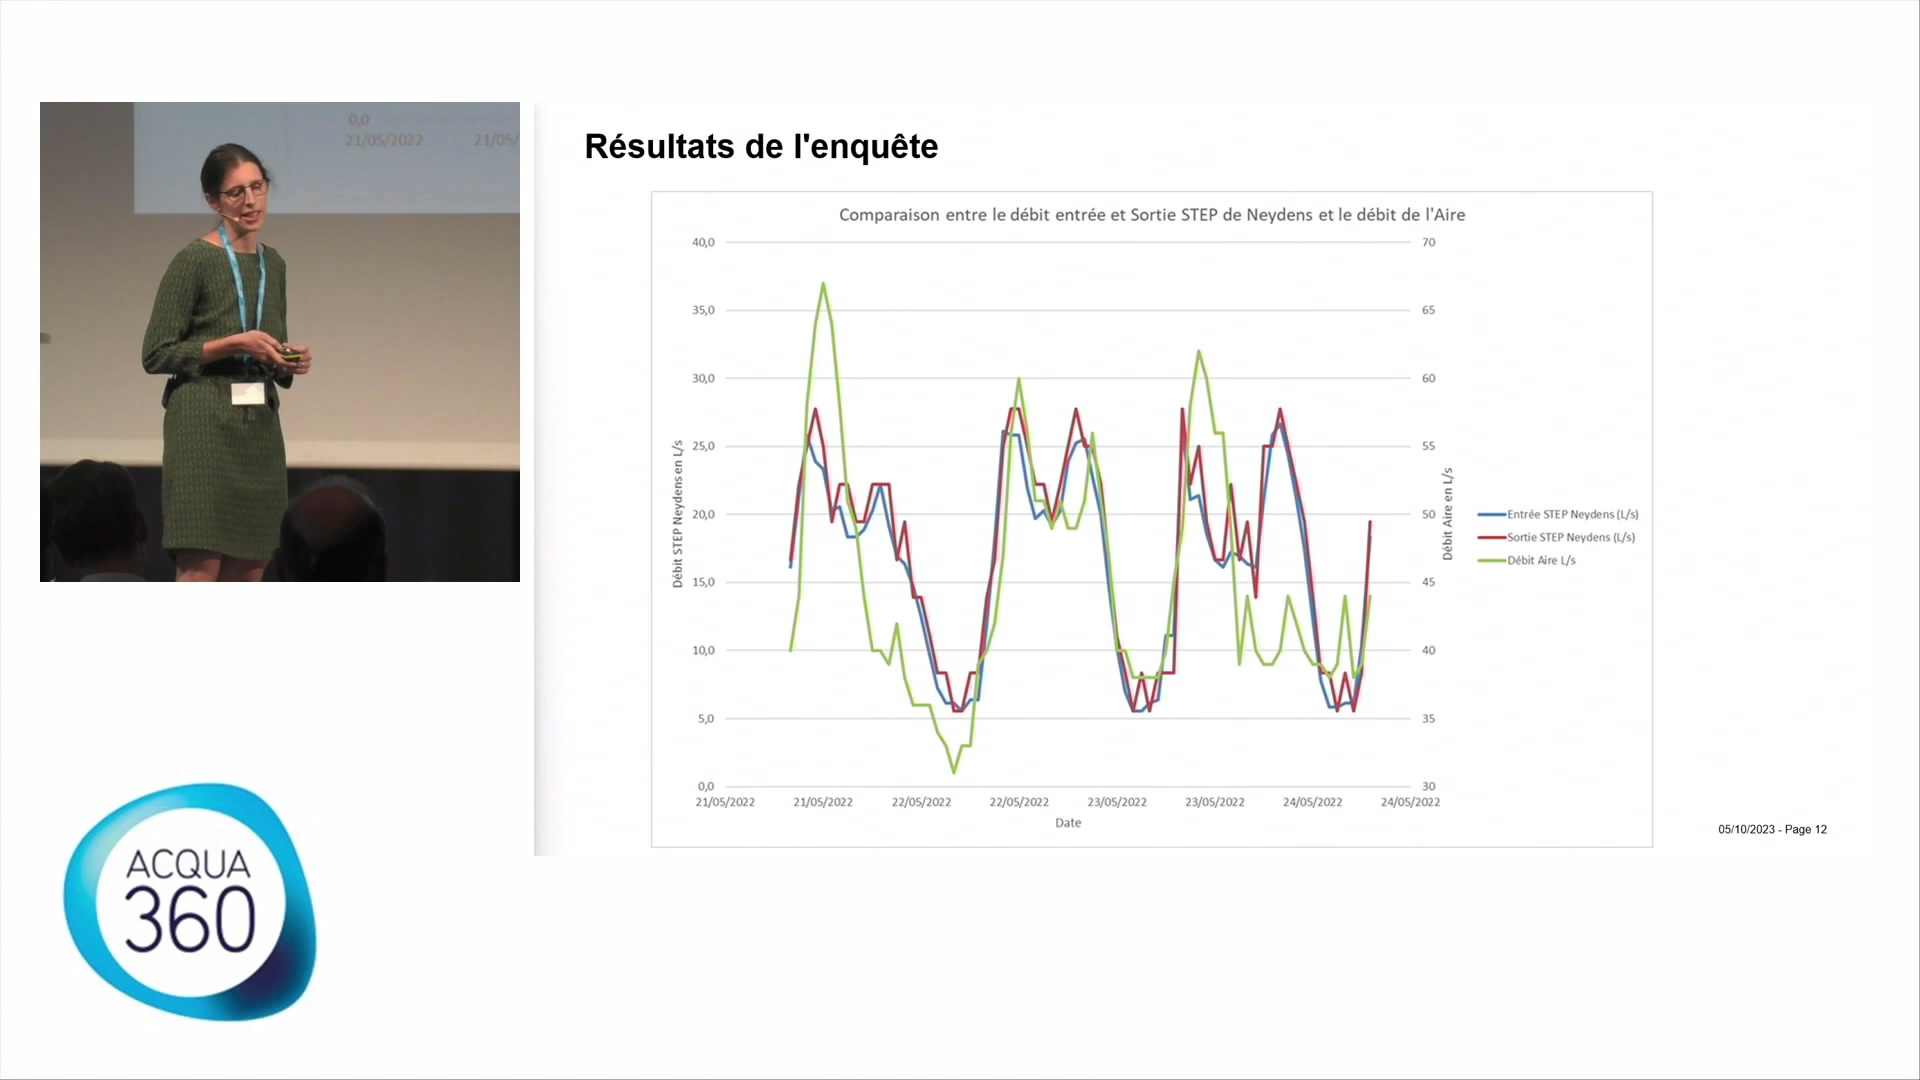 0,0
21/05/2022 21/05/
Résultats de l'enquête
Comparaison entre le débit entrée et Sortie STEP de Neydens et le débit de l'Aire
40,0
35,0
30,0
25,0
20,0
15,0
10,0
5,0
0,0
Débit STEP Neydens en L/s
70
65
60
55
50
45
40
35
30
Débit Aire en L/s
Entrée STEP Neydens (L/s)
Sortie STEP Neydens (L/s)
Débit Aire L/s
21/05/2022 21/05/2022 22/05/2022 22/05/2022 23/05/2022 23/05/2022 24/05/2022 24/05/2022
Date
05/10/2023 - Page 12
ACQUA
360